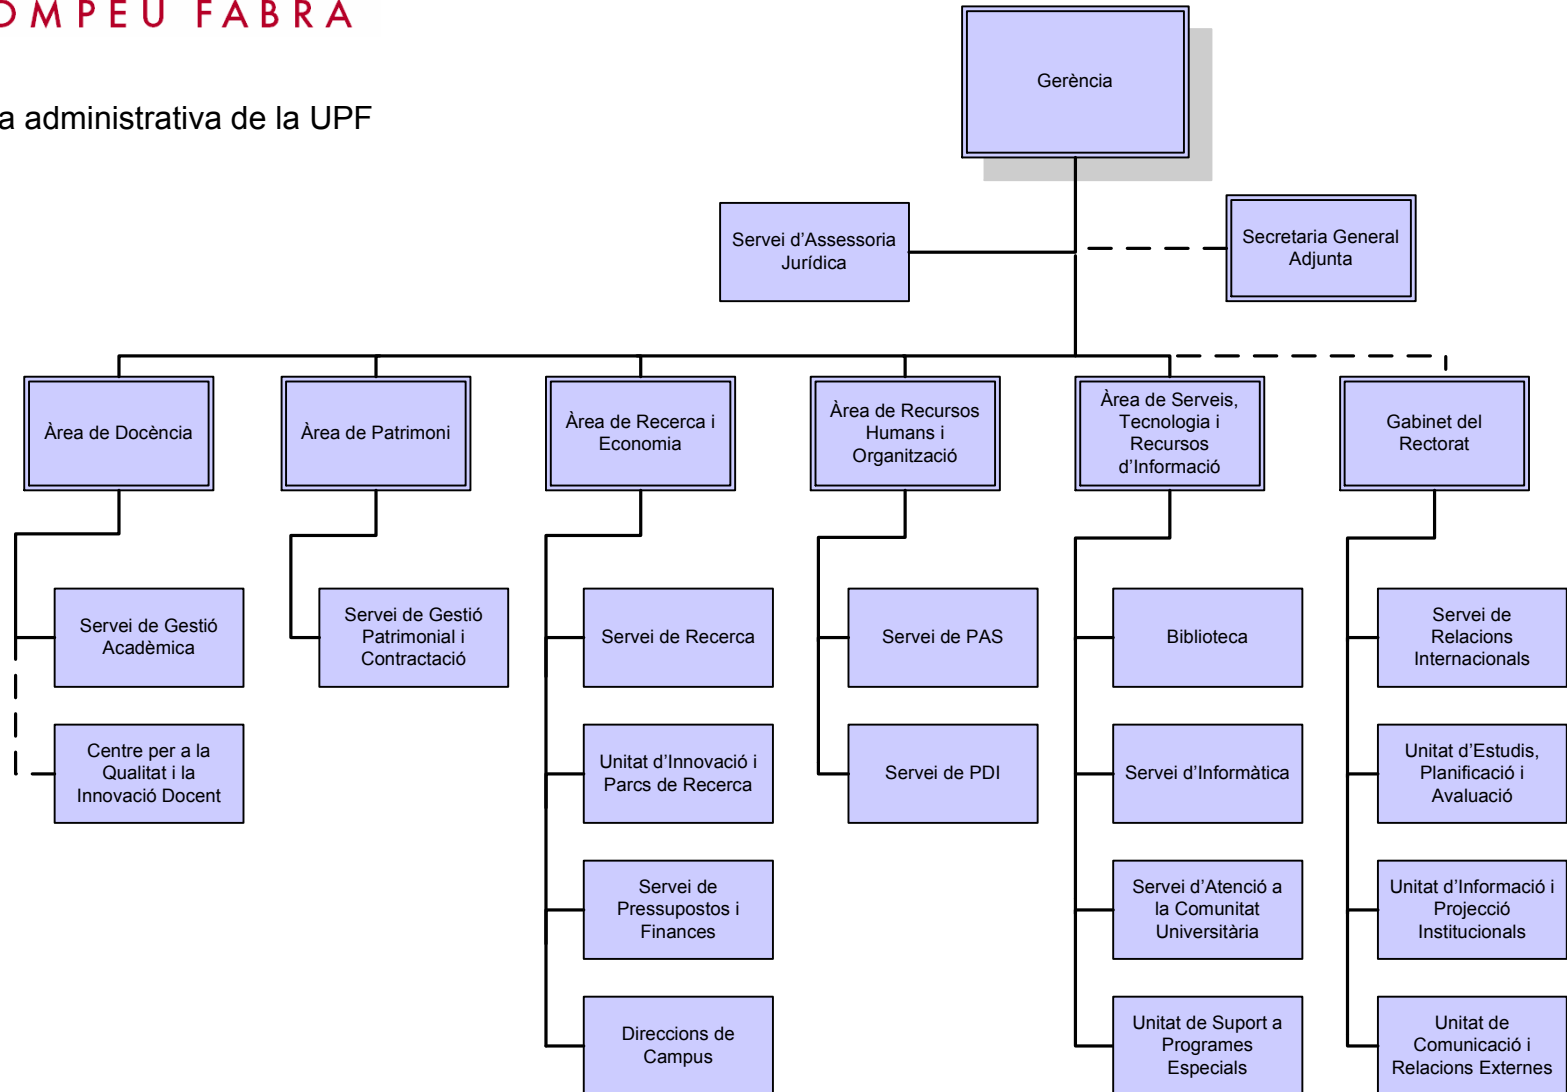 OMPEU FABRA
a administrativa de la UPF
Gerència
Servei d’Assessoria
Jurídica
Secretaria General
Adjunta
Àrea de Docència
Àrea de Patrimoni
Àrea de Recerca i
Economia
Àrea de Recursos
Humans i
Organització
Àrea de Serveis,
Tecnologia i
Recursos
d’Informació
Gabinet del
Rectorat
Servei de Gestió
Acadèmica
Servei de Gestió
Patrimonial i
Contractació
Servei de Recerca
Servei de PAS
Biblioteca
Servei de
Relacions
Internacionals
Centre per a la
Qualitat i la
Innovació Docent
Unitat d’Innovació i
Parcs de Recerca
Servei de PDI
Servei d’Informàtica
Unitat d’Estudis,
Planificació i
Avaluació
Servei de
Pressupostos i
Finances
Servei d’Atenció a
la Comunitat
Universitària
Unitat d’Informació i
Projecció
Institucionals
Direccions de
Campus
Unitat de Suport a
Programes
Especials
Unitat de
Comunicació i
Relacions Externes